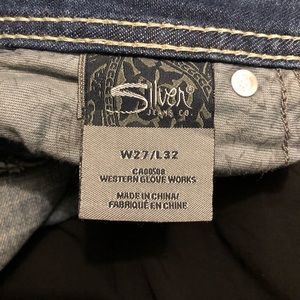 Silver
JEANS CO.
W27/L32
CA00508
WESTERN GLOVE WORKS
MADE IN CHINA/
FABRIQUÉ EN CHINE